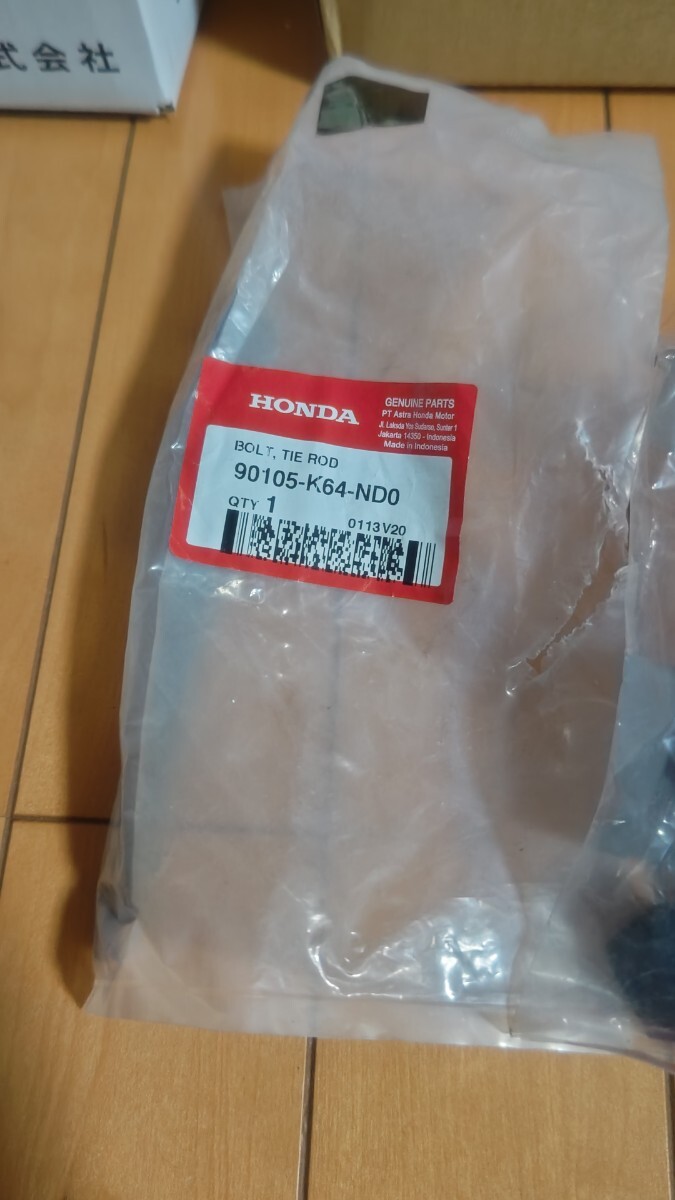 式会社
HONDA
GENUINE PARTS
PT Astra Honda Motor
Jl. Laksda Yos Sudarso, Sunter 1
Jakarta 14350 - Indonesia
Made in Indonesia
BOLT, TIE ROD
90105-K64-ND0
QTY 1
0113V20